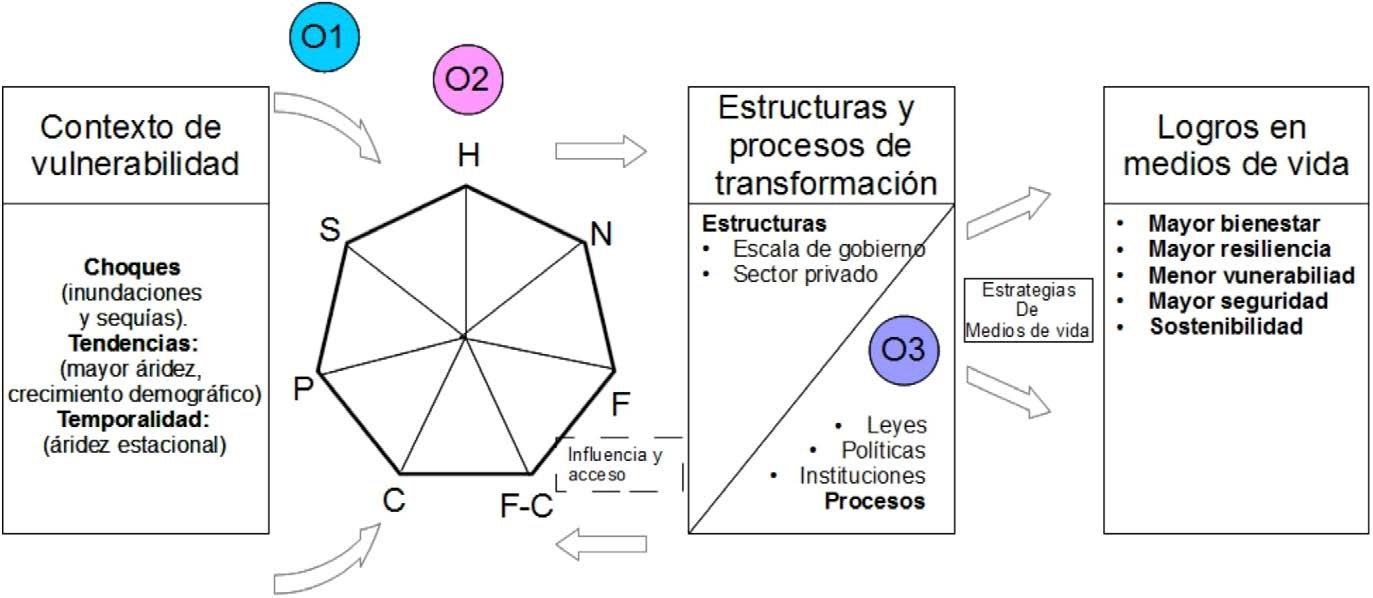 O1
O2
Contexto de
vulnerabilidad
Choques
(inundaciones
y sequías).
Tendencias:
(mayor áridez,
crecimiento demográfico)
Temporalidad:
(áridez estacional)
H
S
N
P
F
C
F-C
Influencia y
acceso
Estructuras y
procesos de
transformación
Estructuras
• Escala de gobierno
• Sector privado
O3
• Leyes
• Políticas
• Instituciones
Procesos
Estrategias
De
Medios de vida
Logros en
medios de vida
• Mayor bienestar
• Mayor resiliencia
• Menor vunerabiliad
• Mayor seguridad
• Sostenibilidad